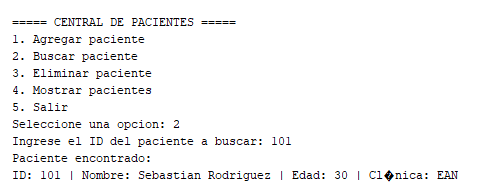 ===== CENTRAL DE PACIENTES =====
1. Agregar paciente
2. Buscar paciente
3. Eliminar paciente
4. Mostrar pacientes
5. Salir
Seleccione una opcion: 2
Ingrese el ID del paciente a buscar: 101
Paciente encontrado:
ID: 101 | Nombre: Sebastian Rodriguez | Edad: 30 | Cl�nica: EAN